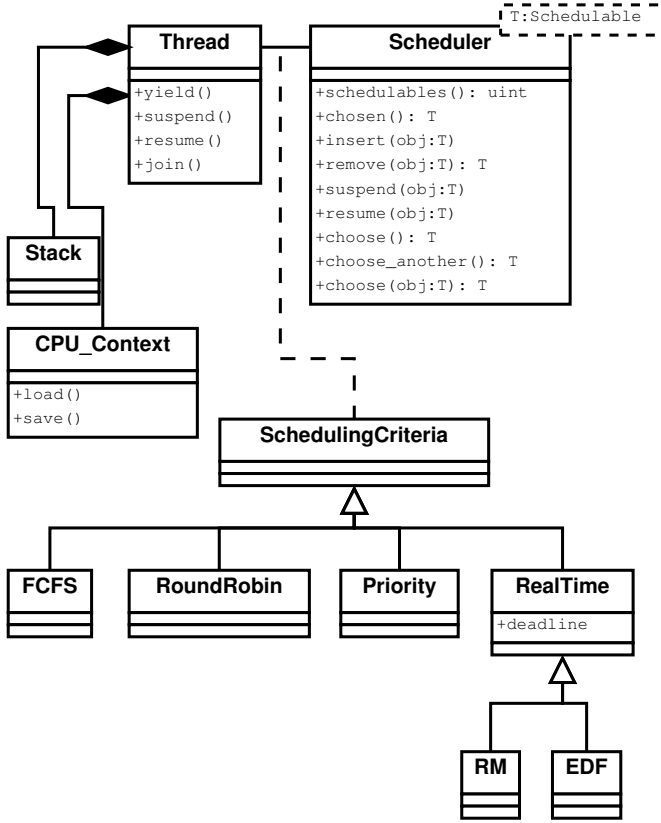 T:Schedulable
Thread
+yield()
+suspend()
+resume()
+join()
Scheduler
+schedulables(): uint
+chosen(): T
+insert(obj:T)
+remove(obj:T): T
+suspend(obj:T)
+resume(obj:T)
+choose(): T
+choose_another(): T
+choose(obj:T): T
Stack
CPU_Context
+load()
+save()
SchedulingCriteria
FCFS
RoundRobin
Priority
RealTime
+deadline
RM
EDF